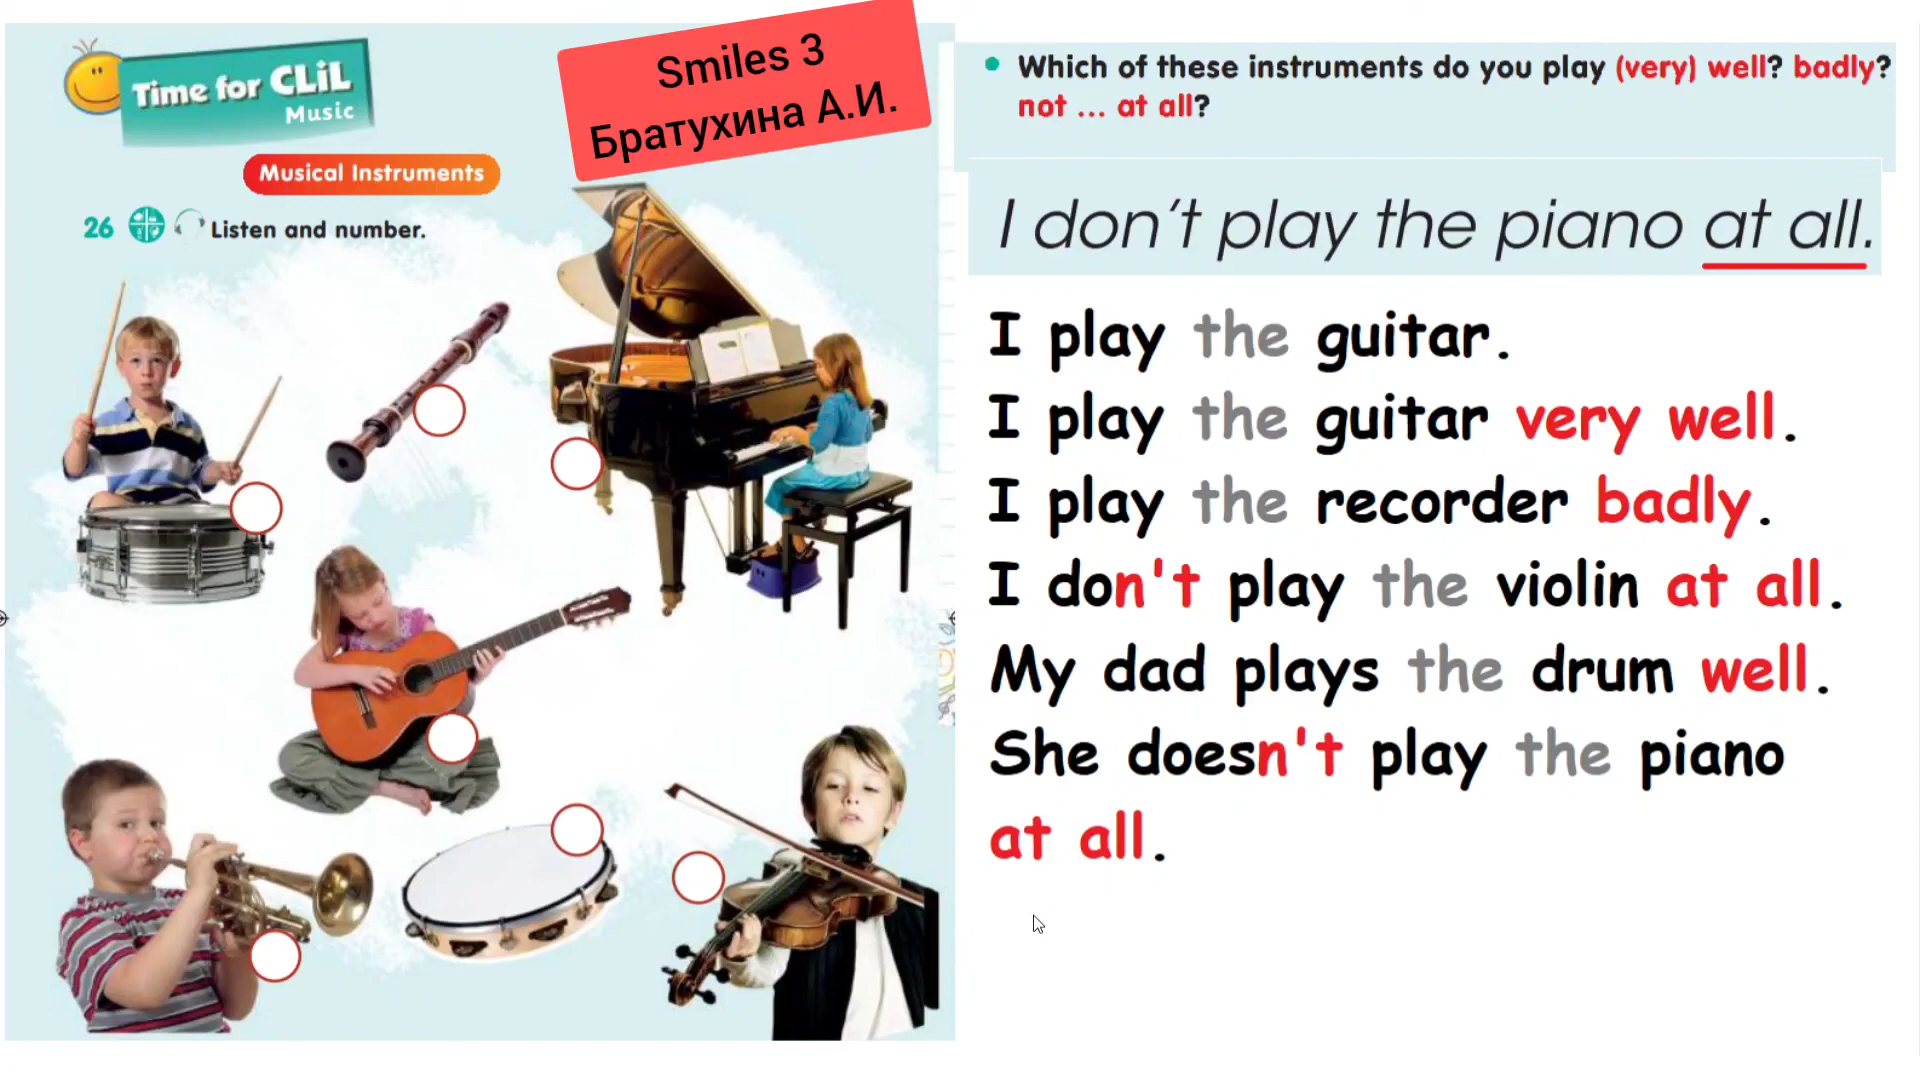 Time for CLiL
Music
Smiles 3
Братухина А.И.
Musical Instruments
26 Listen and number.
• Which of these instruments do you play (very) well? badly?
not ... at all?
I don't play the piano at all.
I play the guitar.
I play the guitar very well.
I play the recorder badly.
I don't play the violin at all.
My dad plays the drum well.
She doesn't play the piano
at all.